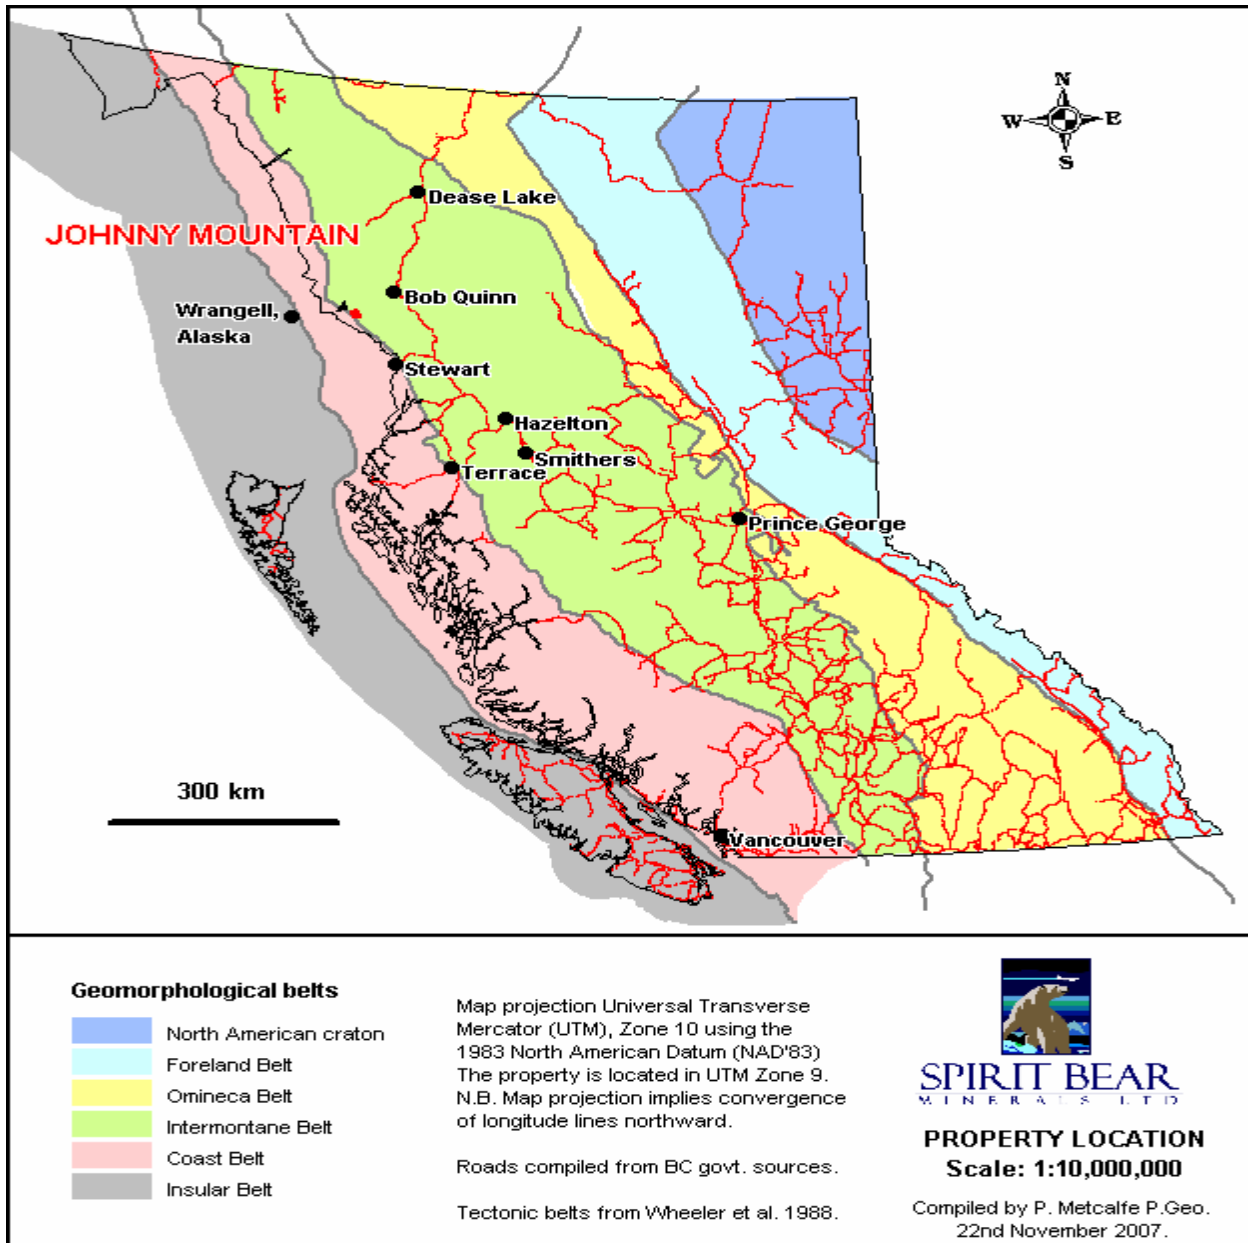 N
W E
S
Dease Lake
JOHNNY MOUNTAIN
Bob Quinn
Wrangell,
Alaska
Stewart
Hazelton
Smithers
Terrace
Prince George
300 km
Vancouver
Geomorphological belts
North American craton
Foreland Belt
Omineca Belt
Intermontane Belt
Coast Belt
Insular Belt
Map projection Universal Transverse
Mercator (UTM), Zone 10 using the
1983 North American Datum (NAD'83)
The property is located in UTM Zone 9.
N.B. Map projection implies convergence
of longitude lines northward.
Roads compiled from BC govt. sources.
Tectonic belts from Wheeler et al. 1988.
SPIRIT BEAR
MINERALS LTD
PROPERTY LOCATION
Scale: 1:10,000,000
Compiled by P. Metcalfe P.Geo.
22nd November 2007.